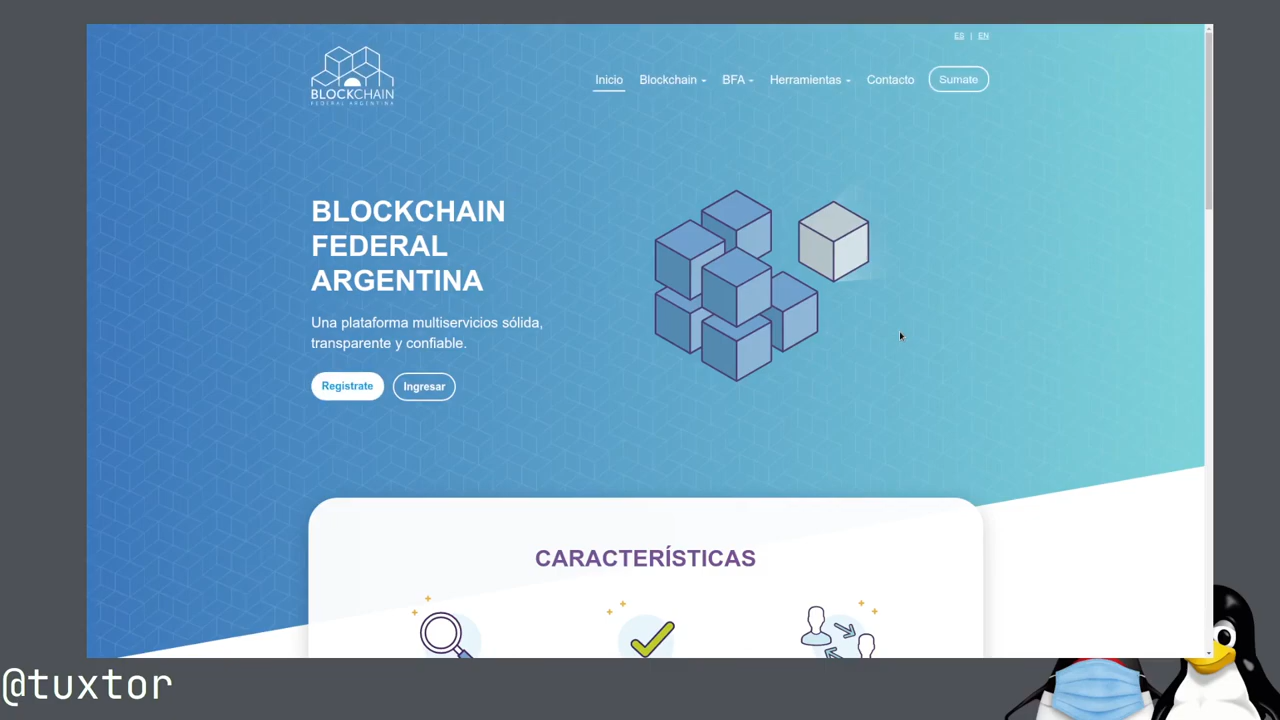 ES | EN
BLOCKCHAIN
FEDERAL ARGENTINA
Inicio Blockchain BFA Herramientas Contacto Sumate
BLOCKCHAIN
FEDERAL
ARGENTINA
Una plataforma multiservicios sólida,
transparente y confiable.
Registrate Ingresar
CARACTERÍSTICAS
@tuxtor